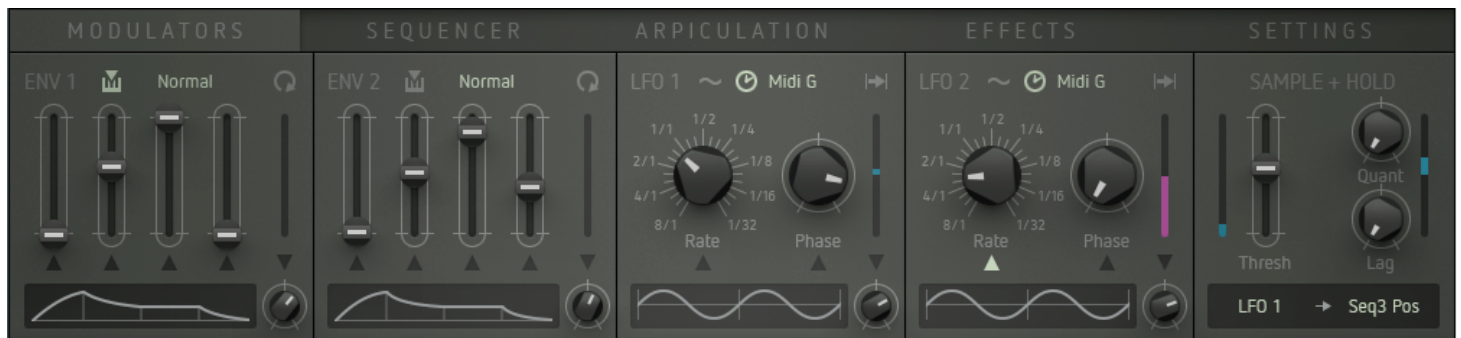 MODULATORS
SEQUENCER
ARPICULATION
EFFECTS
SETTINGS
ENV 1
Normal
ENV 2
Normal
LFO 1
Midi G
1/2
1/1
1/4
2/1
1/8
4/1
1/16
8/1
1/32
Rate
Phase
LFO 2
Midi G
1/2
1/1
1/4
2/1
1/8
4/1
1/16
8/1
1/32
Rate
Phase
SAMPLE + HOLD
Quant
Thresh
Lag
LFO 1 → Seq3 Pos